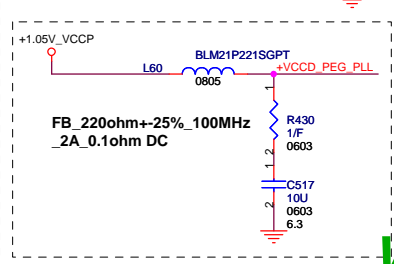 +1.05V_VCCP
BLM21P221SGPT
L60
+VCCD_PEG_PLL
0805
1
FB_220ohm+-25%_100MHz
_2A_0.1ohm DC
R430
1/F
0603
2
1
C517
10U
0603
6.3
2